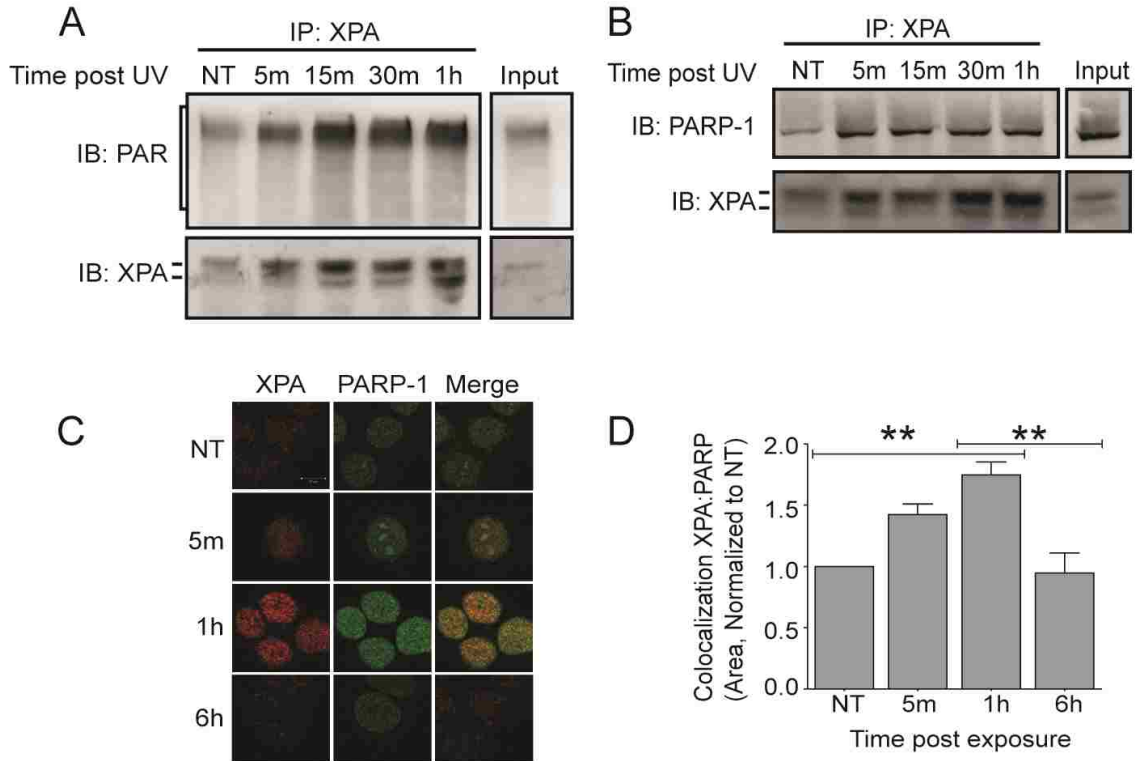 A
IP: XPA
Time post UV NT 5m 15m 30m 1h Input
IB: PAR
IB: XPA
B
IP: XPA
Time post UV NT 5m 15m 30m 1h Input
IB: PARP-1
IB: XPA
C
XPA PARP-1 Merge
NT
5m
1h
6h
D
Colocalization XPA:PARP
(Area, Normalized to NT)
2.0
1.5
1.0
0.5
0.0
** **
NT 5m 1h 6h
Time post exposure